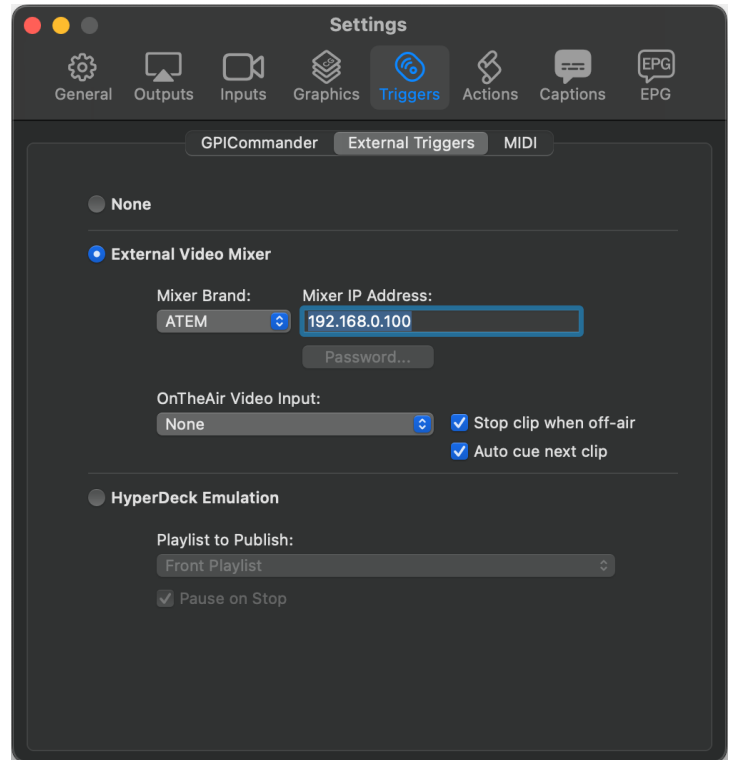 Settings
General Outputs Inputs Graphics Triggers Actions Captions EPG EPG
GPICommander External Triggers MIDI
None
External Video Mixer
Mixer Brand: Mixer IP Address:
ATEM 192.168.0.100
Password...
OnTheAir Video Input:
None Stop clip when off-air
Auto cue next clip
HyperDeck Emulation
Playlist to Publish:
Front Playlist
Pause on Stop